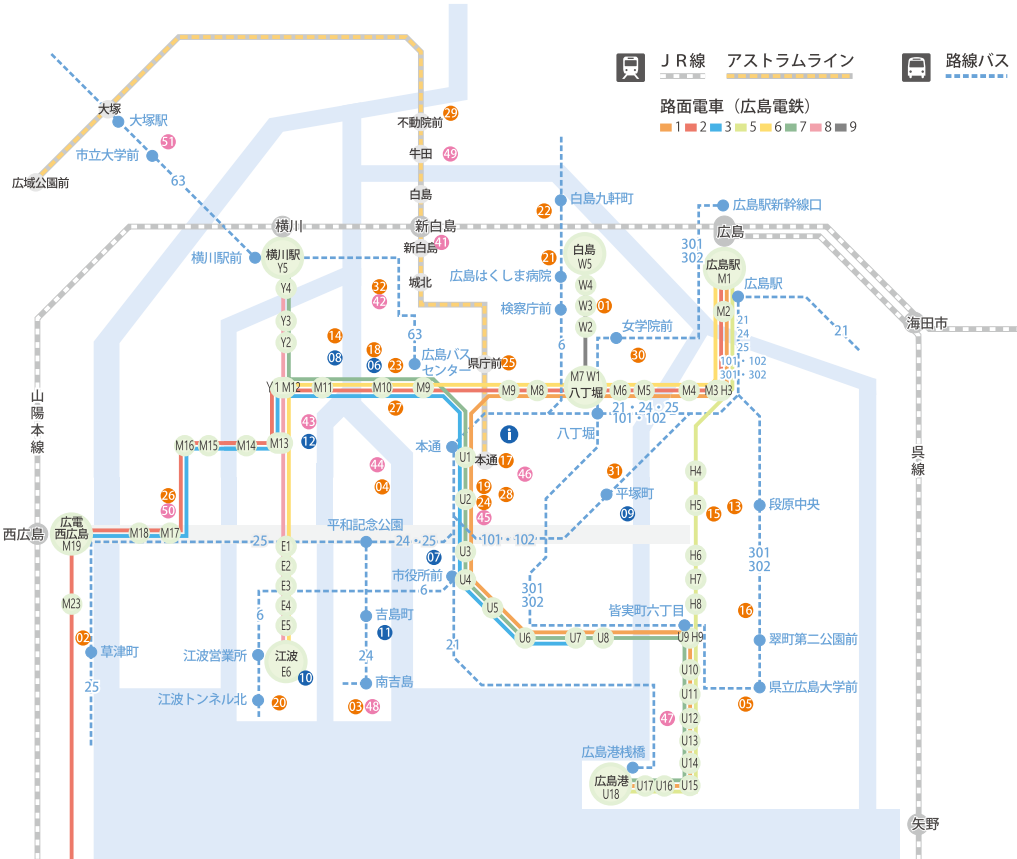 ＪＲ線
アストラムライン
路線バス
路面電車（広島電鉄）
1 2 3 5 6 7 8 9
大塚
大塚駅
不動院前
29
51
市立大学前
牛田
49
広域公園前
63
白島
白島九軒町
22
広島駅新幹線口
横川
新白島
広島
新白島
41
白島
W5
301
302
横川駅前
横川駅
Y5
広島駅
M1
21
広島はくしま病院
城北
Y4
W4
広島駅
32
42
検察庁前
W3
01
M2
Y3
W2
海田市
14
63
女学院前
21
24
25
21
Y2
08
18
06
23
広島バス
センター
県庁前
25
6
30
101・102
301・302
Y1 M12
M11
M10
M9
M9
M8
M7 W1
八丁堀
M6
M5
M4
M3 H3
山陽本線
27
21・24・25
101・102
43
12
八丁堀
M16
M15
M14
M13
本通
U1
本通
17
呉線
44
46
31
H4
26
50
04
19
24
28
U2
平塚町
09
H5
15
13
段原中央
45
広電
西広島
M19
西広島
M18
M17
平和記念公園
25
24・25
101・102
E1
07
U3
H6
301
302
E2
市役所前
U4
H7
M23
E3
6
301
302
E4
U5
H8
皆実町六丁目
16
6
E5
吉島町
11
02
草津町
U6
U7
U8
U9 H9
翠町第二公園前
江波営業所
江波
E6
10
24
21
U10
25
南吉島
U11
県立広島大学前
江波トンネル北
20
03
48
05
47
U12
U13
広島港桟橋
U14
広島港
U18
U17
U16
U15
矢野